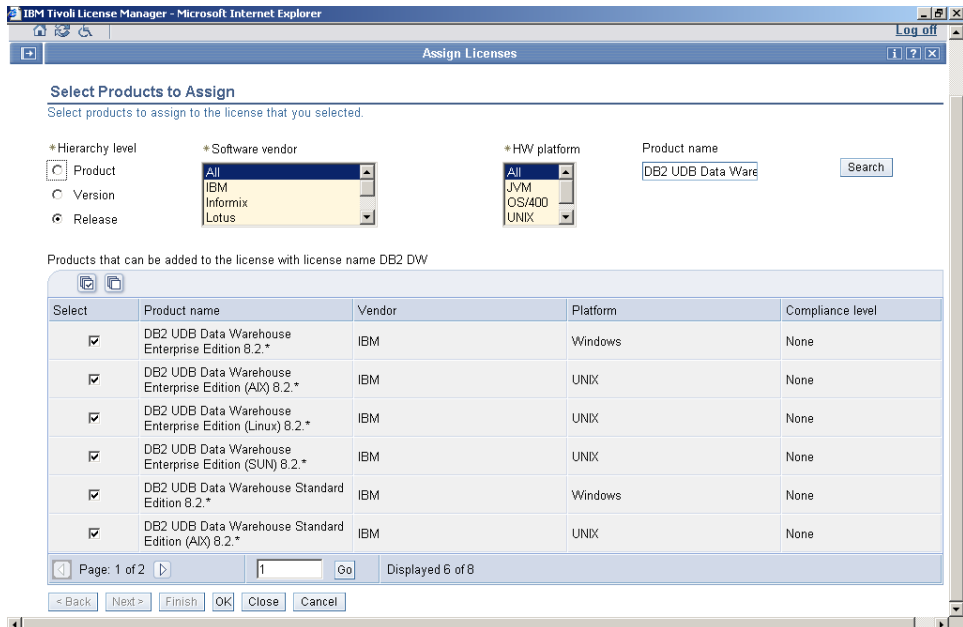 IBM Tivoli License Manager - Microsoft Internet Explorer
Log off
Assign Licenses
Select Products to Assign
Select products to assign to the license that you selected.
*Hierarchy level *Software vendor *HW platform Product name
Product
Version
Release
All
IBM
Informix
Lotus
All
JVM
OS/400
UNIX
DB2 UDB Data Ware
Search
Products that can be added to the license with license name DB2 DW
Select Product name Vendor Platform Compliance level
DB2 UDB Data Warehouse
Enterprise Edition 8.2.* IBM Windows None
DB2 UDB Data Warehouse
Enterprise Edition (AIX) 8.2.* IBM UNIX None
DB2 UDB Data Warehouse
Enterprise Edition (Linux) 8.2.* IBM UNIX None
DB2 UDB Data Warehouse
Enterprise Edition (SUN) 8.2.* IBM UNIX None
DB2 UDB Data Warehouse Standard
Edition 8.2.* IBM Windows None
DB2 UDB Data Warehouse Standard
Edition (AIX) 8.2.* IBM UNIX None
Page: 1 of 2 1 Go Displayed 6 of 8
< Back Next > Finish OK Close Cancel